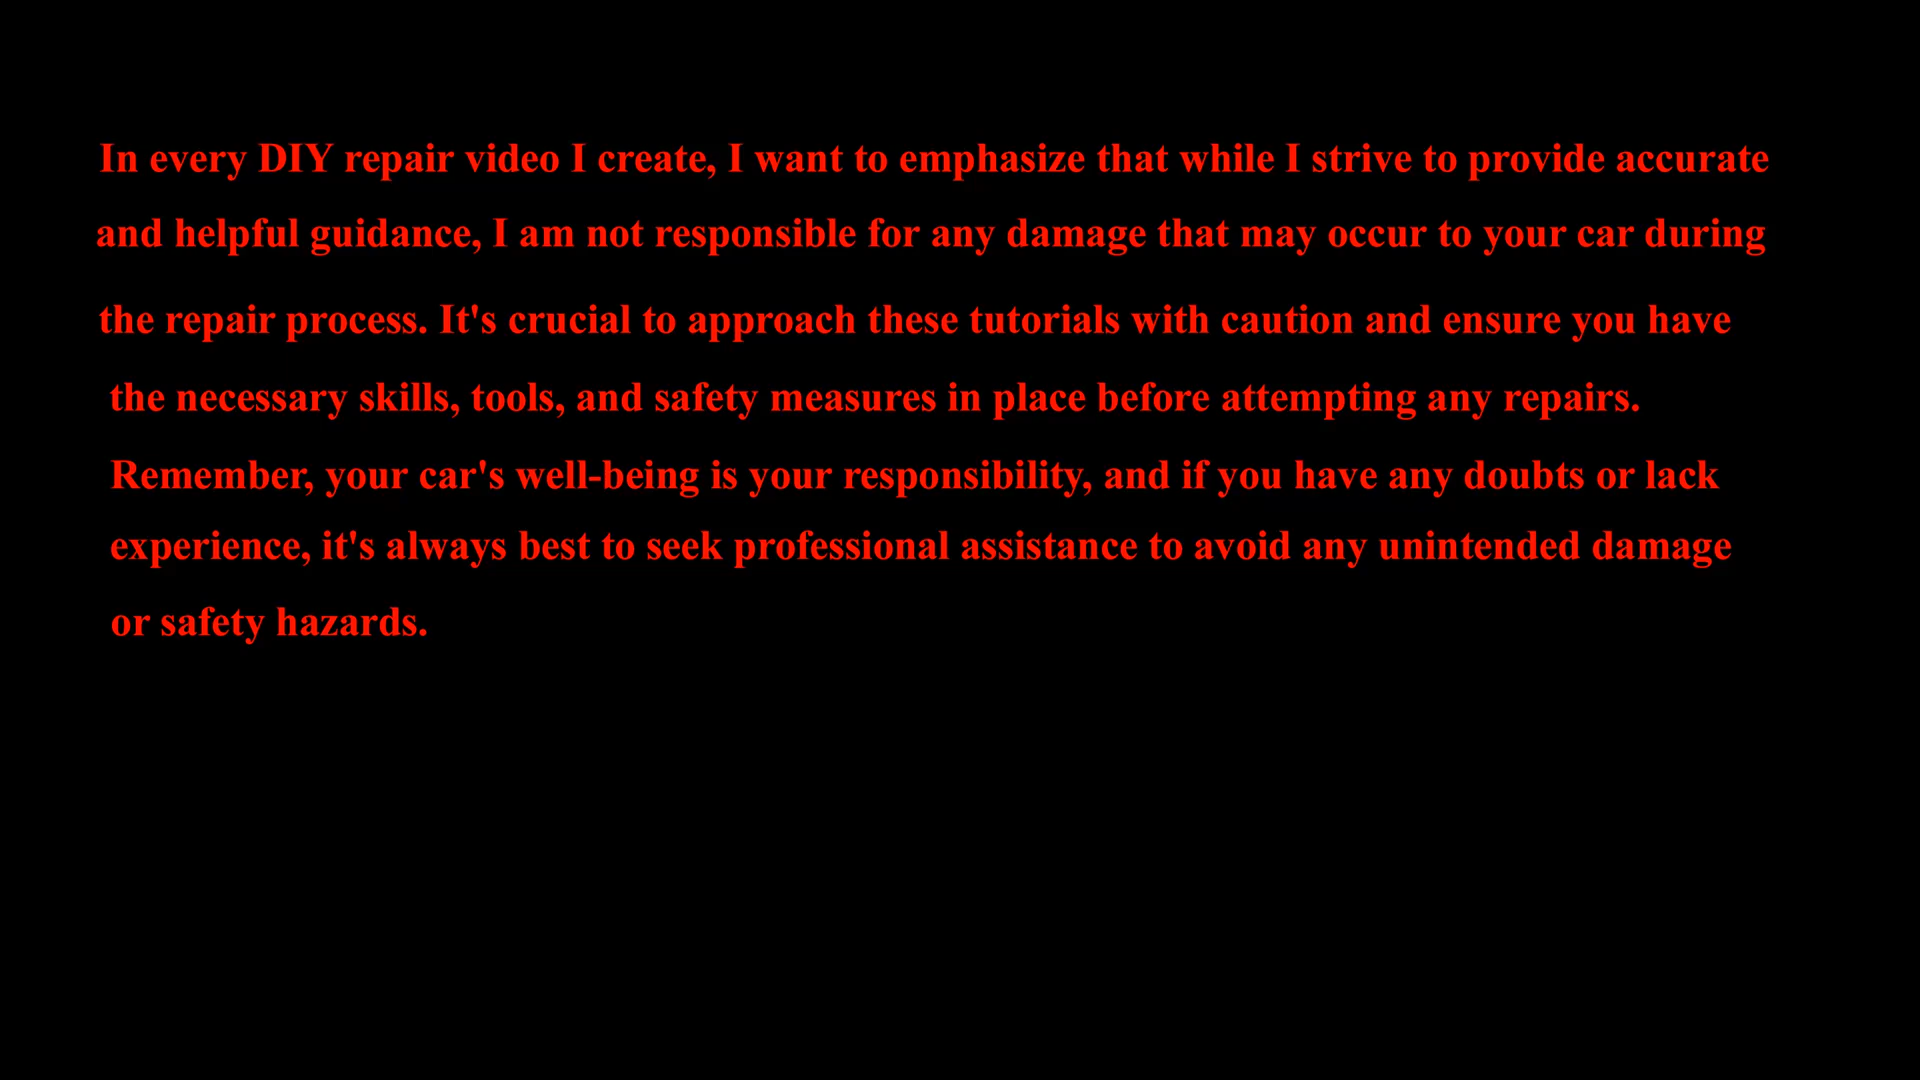 In every DIY repair video I create, I want to emphasize that while I strive to provide accurate
and helpful guidance, I am not responsible for any damage that may occur to your car during
the repair process. It's crucial to approach these tutorials with caution and ensure you have
the necessary skills, tools, and safety measures in place before attempting any repairs.
Remember, your car's well-being is your responsibility, and if you have any doubts or lack
experience, it's always best to seek professional assistance to avoid any unintended damage
or safety hazards.